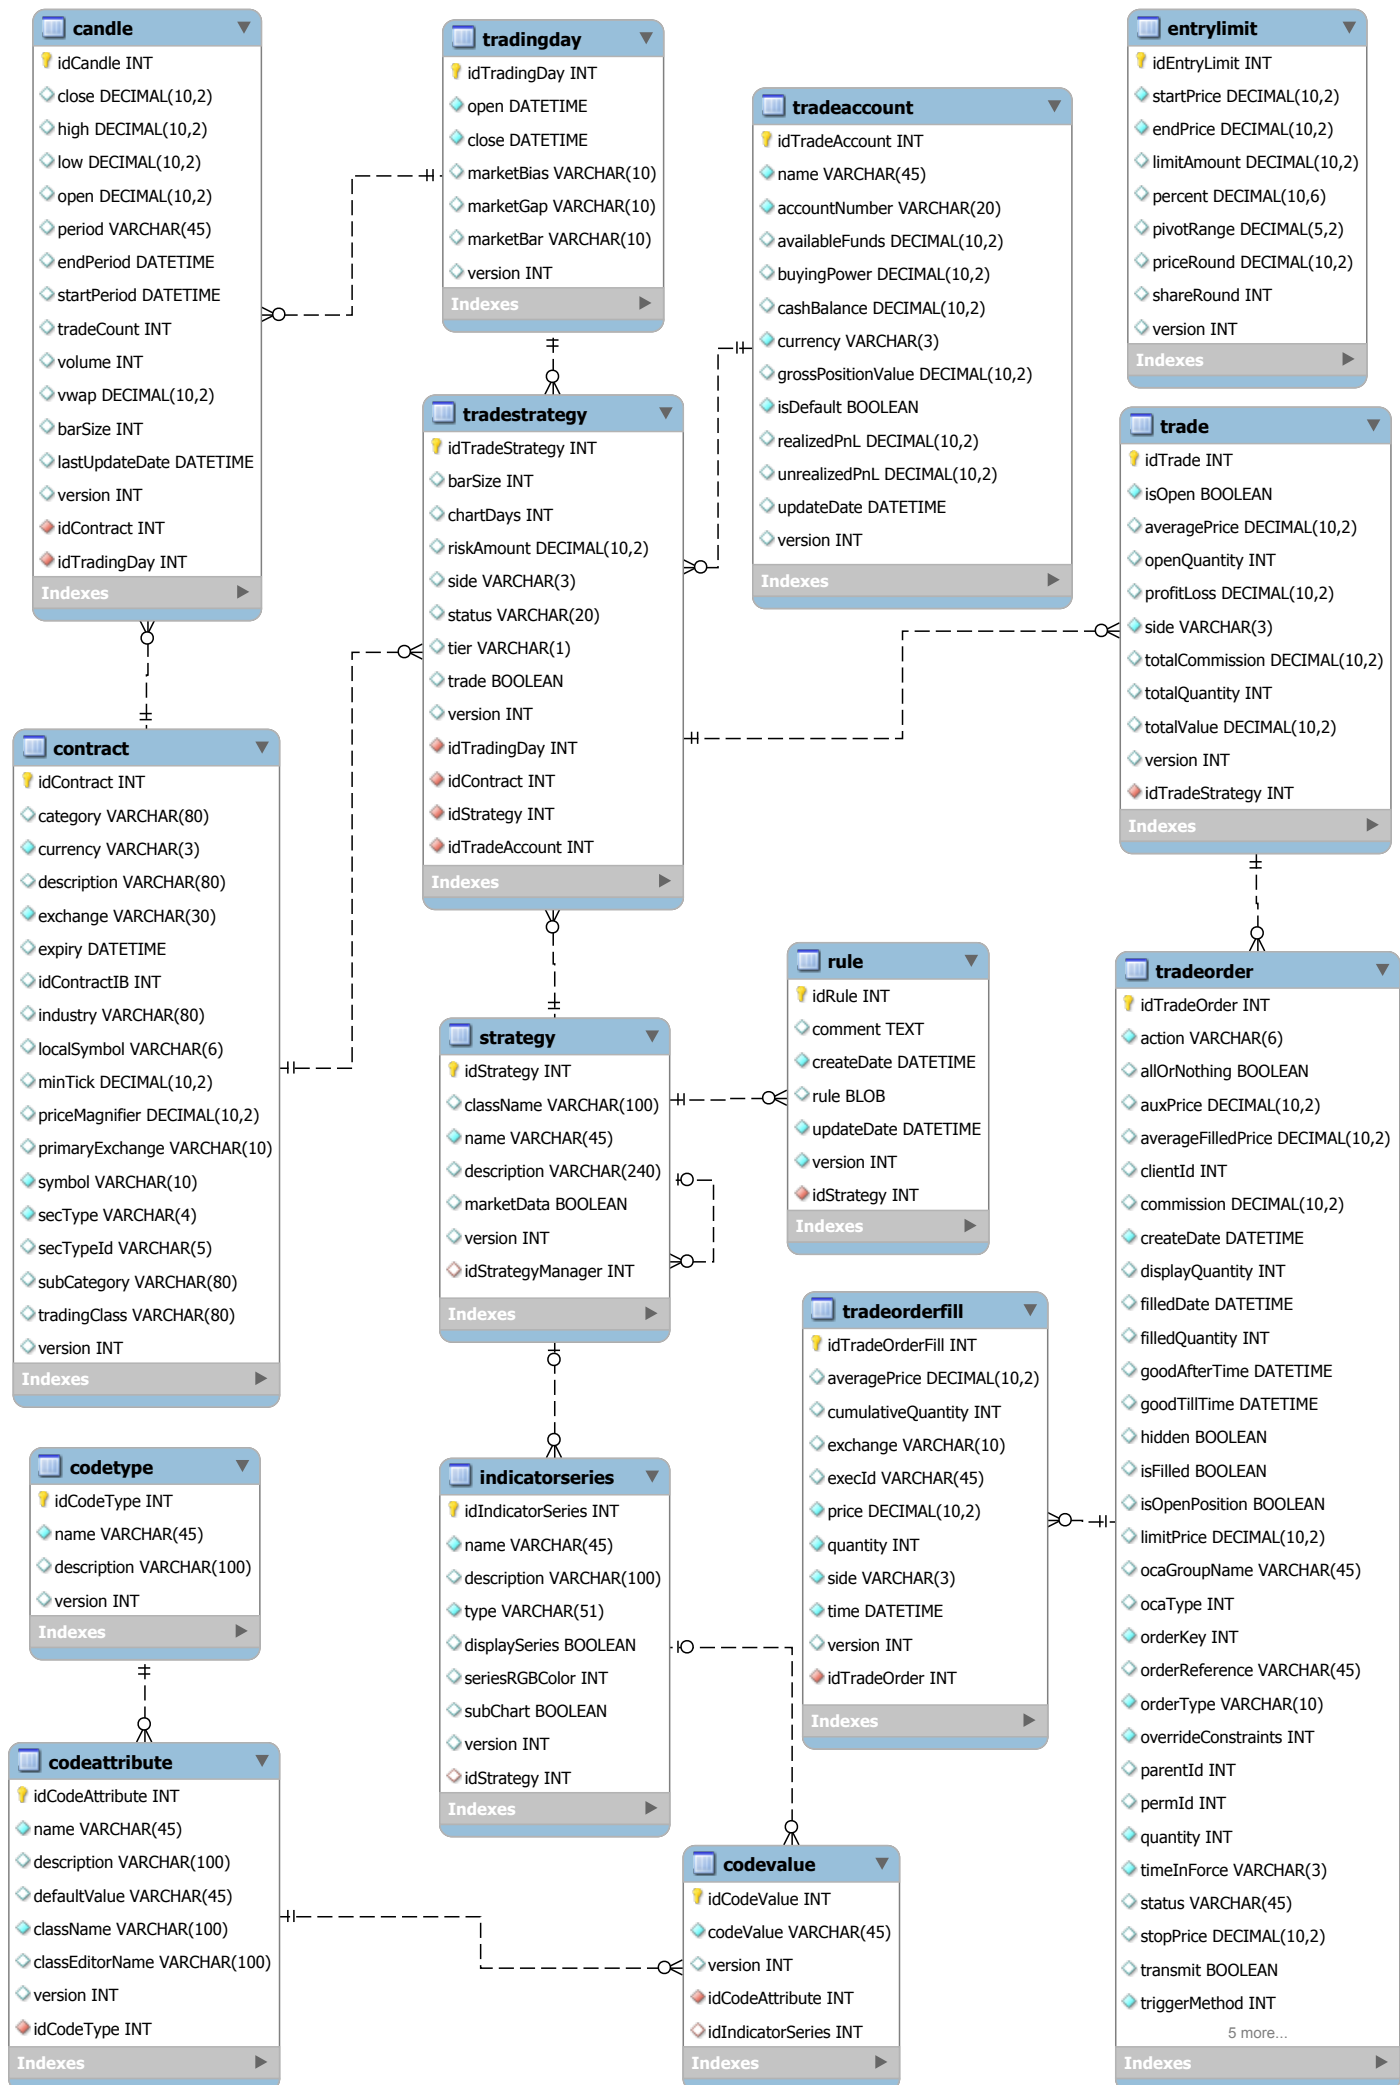 candle
idCandle INT
close DECIMAL(10,2)
high DECIMAL(10,2)
low DECIMAL(10,2)
open DECIMAL(10,2)
period VARCHAR(45)
endPeriod DATETIME
startPeriod DATETIME
tradeCount INT
volume INT
vwap DECIMAL(10,2)
barSize INT
lastUpdateDate DATETIME
version INT
idContract INT
idTradingDay INT
Indexes
tradingday
idTradingDay INT
open DATETIME
close DATETIME
marketBias VARCHAR(10)
marketGap VARCHAR(10)
marketBar VARCHAR(10)
version INT
Indexes
tradeaccount
idTradeAccount INT
name VARCHAR(45)
accountNumber VARCHAR(20)
availableFunds DECIMAL(10,2)
buyingPower DECIMAL(10,2)
cashBalance DECIMAL(10,2)
currency VARCHAR(3)
grossPositionValue DECIMAL(10,2)
isDefault BOOLEAN
realizedPnL DECIMAL(10,2)
unrealizedPnL DECIMAL(10,2)
updateDate DATETIME
version INT
Indexes
entrylimit
idEntryLimit INT
startPrice DECIMAL(10,2)
endPrice DECIMAL(10,2)
limitAmount DECIMAL(10,2)
percent DECIMAL(10,6)
pivotRange DECIMAL(5,2)
priceRound DECIMAL(10,2)
shareRound INT
version INT
Indexes
tradestrategy
idTradeStrategy INT
barSize INT
chartDays INT
riskAmount DECIMAL(10,2)
side VARCHAR(3)
status VARCHAR(20)
tier VARCHAR(1)
trade BOOLEAN
version INT
idTradingDay INT
idContract INT
idStrategy INT
idTradeAccount INT
Indexes
trade
idTrade INT
isOpen BOOLEAN
averagePrice DECIMAL(10,2)
openQuantity INT
profitLoss DECIMAL(10,2)
side VARCHAR(3)
totalCommission DECIMAL(10,2)
totalQuantity INT
totalValue DECIMAL(10,2)
version INT
idTradeStrategy INT
Indexes
contract
idContract INT
category VARCHAR(80)
currency VARCHAR(3)
description VARCHAR(80)
exchange VARCHAR(30)
expiry DATETIME
idContractIB INT
industry VARCHAR(80)
localSymbol VARCHAR(6)
minTick DECIMAL(10,2)
priceMagnifier DECIMAL(10,2)
primaryExchange VARCHAR(10)
symbol VARCHAR(10)
secType VARCHAR(4)
secTypeId VARCHAR(5)
subCategory VARCHAR(80)
tradingClass VARCHAR(80)
version INT
Indexes
strategy
idStrategy INT
className VARCHAR(100)
name VARCHAR(45)
description VARCHAR(240)
marketData BOOLEAN
version INT
idStrategyManager INT
Indexes
rule
idRule INT
comment TEXT
createDate DATETIME
rule BLOB
updateDate DATETIME
version INT
idStrategy INT
Indexes
tradeorder
idTradeOrder INT
action VARCHAR(6)
allOrNothing BOOLEAN
auxPrice DECIMAL(10,2)
averageFilledPrice DECIMAL(10,2)
clientId INT
commission DECIMAL(10,2)
createDate DATETIME
displayQuantity INT
filledDate DATETIME
filledQuantity INT
goodAfterTime DATETIME
goodTillTime DATETIME
hidden BOOLEAN
isFilled BOOLEAN
isOpenPosition BOOLEAN
limitPrice DECIMAL(10,2)
ocaGroupName VARCHAR(45)
ocaType INT
orderKey INT
orderReference VARCHAR(45)
orderType VARCHAR(10)
overrideConstraints INT
parentId INT
permId INT
quantity INT
timeInForce VARCHAR(3)
status VARCHAR(45)
stopPrice DECIMAL(10,2)
transmit BOOLEAN
triggerMethod INT
5 more...
Indexes
tradeorderfill
idTradeOrderFill INT
averagePrice DECIMAL(10,2)
cumulativeQuantity INT
exchange VARCHAR(10)
execId VARCHAR(45)
price DECIMAL(10,2)
quantity INT
side VARCHAR(3)
time DATETIME
version INT
idTradeOrder INT
Indexes
codetype
idCodeType INT
name VARCHAR(45)
description VARCHAR(100)
version INT
Indexes
indicatorseries
idIndicatorSeries INT
name VARCHAR(45)
description VARCHAR(100)
type VARCHAR(51)
displaySeries BOOLEAN
seriesRGBColor INT
subChart BOOLEAN
version INT
idStrategy INT
Indexes
codeattribute
idCodeAttribute INT
name VARCHAR(45)
description VARCHAR(100)
defaultValue VARCHAR(45)
className VARCHAR(100)
classEditorName VARCHAR(100)
version INT
idCodeType INT
Indexes
codevalue
idCodeValue INT
codeValue VARCHAR(45)
version INT
idCodeAttribute INT
idIndicatorSeries INT
Indexes